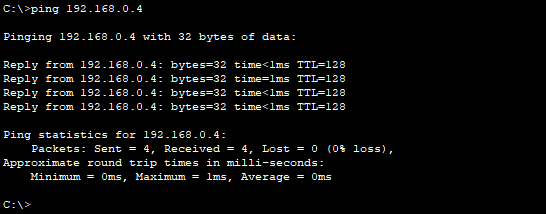 C:\>ping 192.168.0.4
Pinging 192.168.0.4 with 32 bytes of data:
Reply from 192.168.0.4: bytes=32 time<1ms TTL=128
Reply from 192.168.0.4: bytes=32 time=1ms TTL=128
Reply from 192.168.0.4: bytes=32 time<1ms TTL=128
Reply from 192.168.0.4: bytes=32 time<1ms TTL=128
Ping statistics for 192.168.0.4:
    Packets: Sent = 4, Received = 4, Lost = 0 (0% loss),
Approximate round trip times in milli-seconds:
    Minimum = 0ms, Maximum = 1ms, Average = 0ms
C:\>